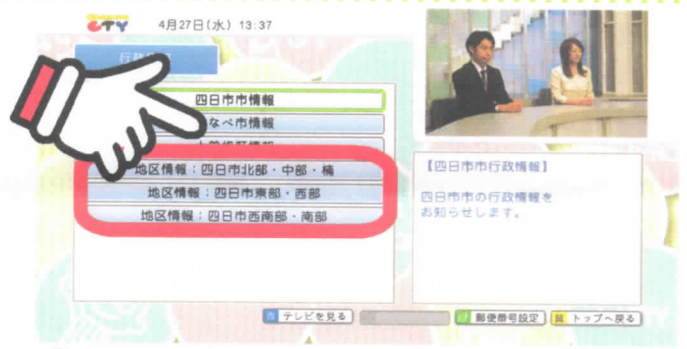 CTY 4月27日(水) 13:37
四日市市情報
なべ市情報
地区情報:四日市北部・中部・楠
地区情報:四日市東部・西部
地区情報:四日市西南部・南部
【四日市市行政情報】
四日市市の行政情報を
お知らせします。
テレビを見る
郵便番号設定
トップへ戻る